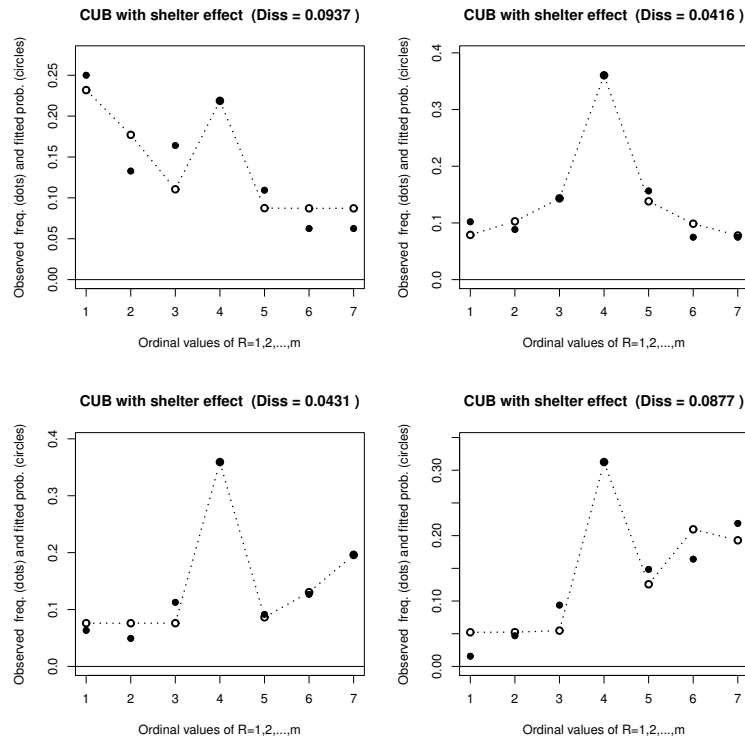 CUB with shelter effect (Diss = 0.0937 )
Observed freq. (dots) and fitted prob. (circles)
0.25
0.20
0.15
0.10
0.05
0.00
1 2 3 4 5 6 7
Ordinal values of R=1,2,...,m
CUB with shelter effect (Diss = 0.0416 )
Observed freq. (dots) and fitted prob. (circles)
0.4
0.3
0.2
0.1
0.0
1 2 3 4 5 6 7
Ordinal values of R=1,2,...,m
CUB with shelter effect (Diss = 0.0431 )
Observed freq. (dots) and fitted prob. (circles)
0.4
0.3
0.2
0.1
0.0
1 2 3 4 5 6 7
Ordinal values of R=1,2,...,m
CUB with shelter effect (Diss = 0.0877 )
Observed freq. (dots) and fitted prob. (circles)
0.30
0.20
0.10
0.00
1 2 3 4 5 6 7
Ordinal values of R=1,2,...,m